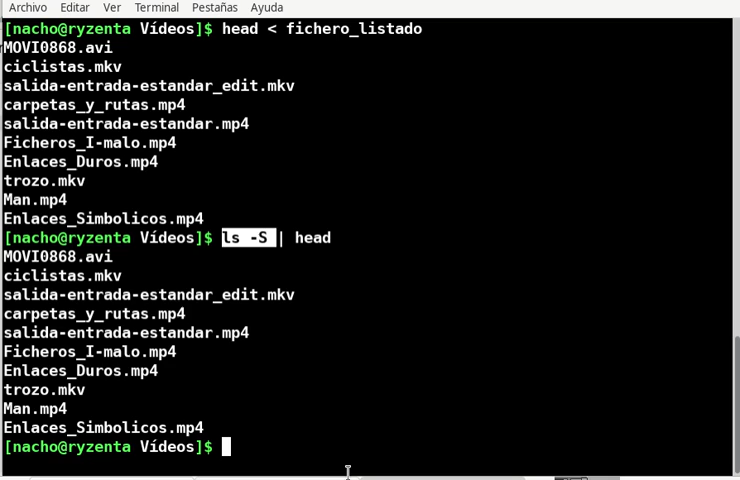 Archivo Editar Ver Terminal Pestañas Ayuda
[nacho@ryzenta Vídeos]$ head < fichero_listado
MOVI0868.avi
ciclistas.mkv
salida-entrada-estandar_edit.mkv
carpetas_y_rutas.mp4
salida-entrada-estandar.mp4
Ficheros_I-malo.mp4
Enlaces_Duros.mp4
trozo.mkv
Man.mp4
Enlaces_Simbolicos.mp4
[nacho@ryzenta Vídeos]$ ls -S | head
MOVI0868.avi
ciclistas.mkv
salida-entrada-estandar_edit.mkv
carpetas_y_rutas.mp4
salida-entrada-estandar.mp4
Ficheros_I-malo.mp4
Enlaces_Duros.mp4
trozo.mkv
Man.mp4
Enlaces_Simbolicos.mp4
[nacho@ryzenta Vídeos]$